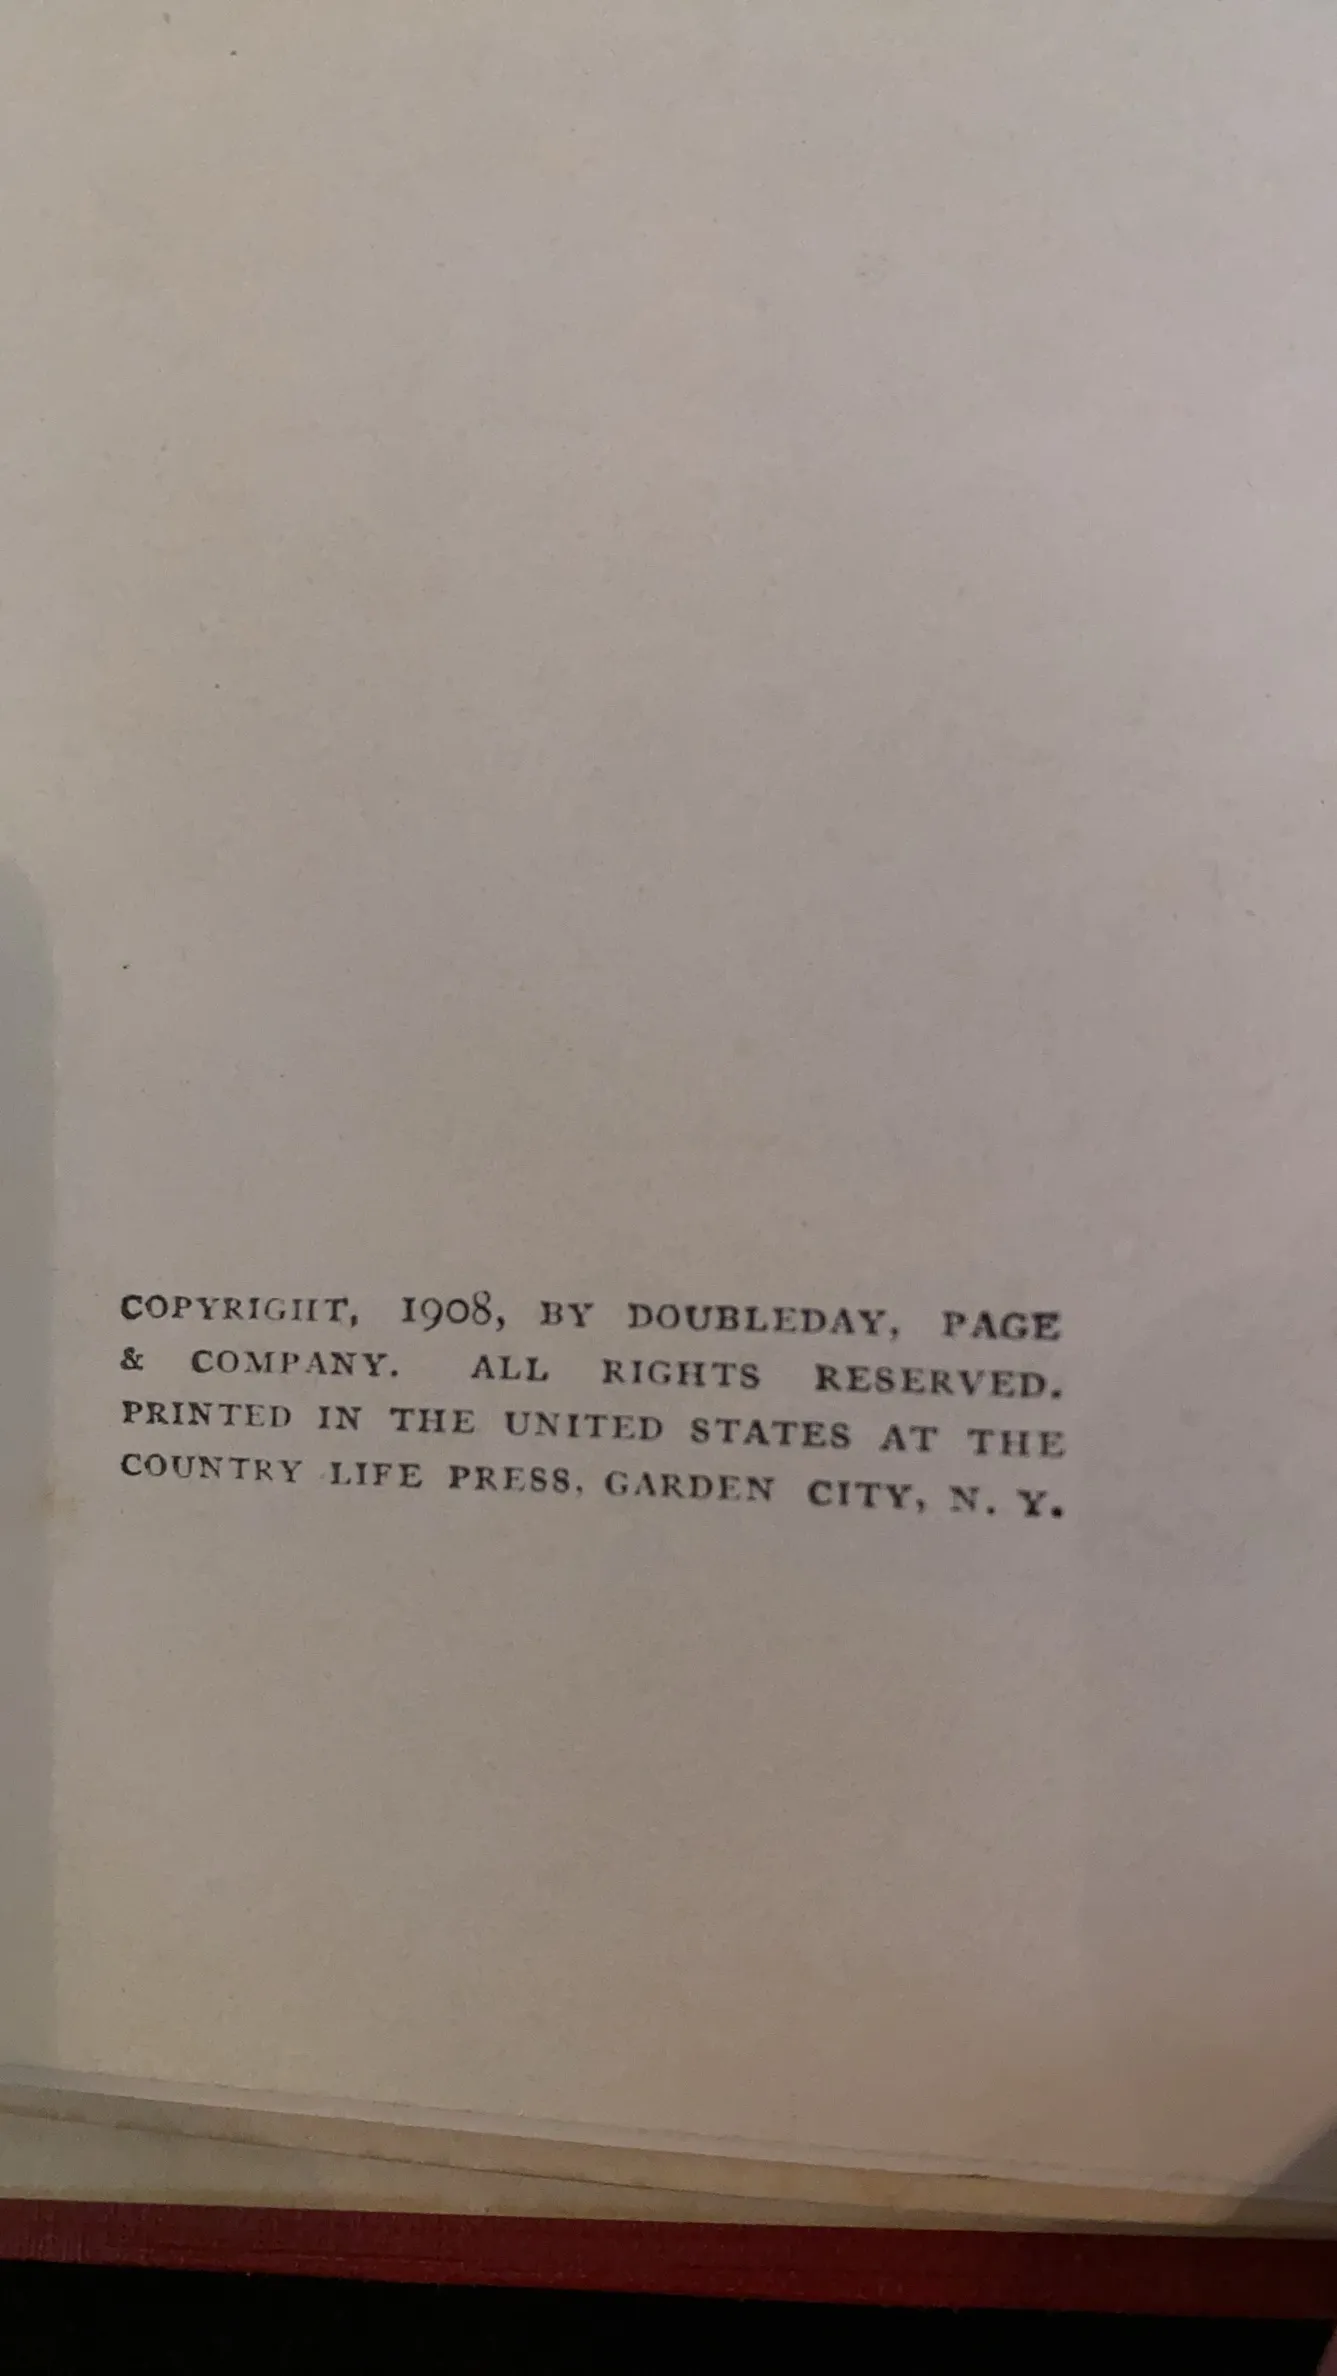 COPYRIGHT, 1908, BY DOUBLEDAY, PAGE
& COMPANY. ALL RIGHTS RESERVED.
PRINTED IN THE UNITED STATES AT THE
COUNTRY LIFE PRESS, GARDEN CITY, N. Y.